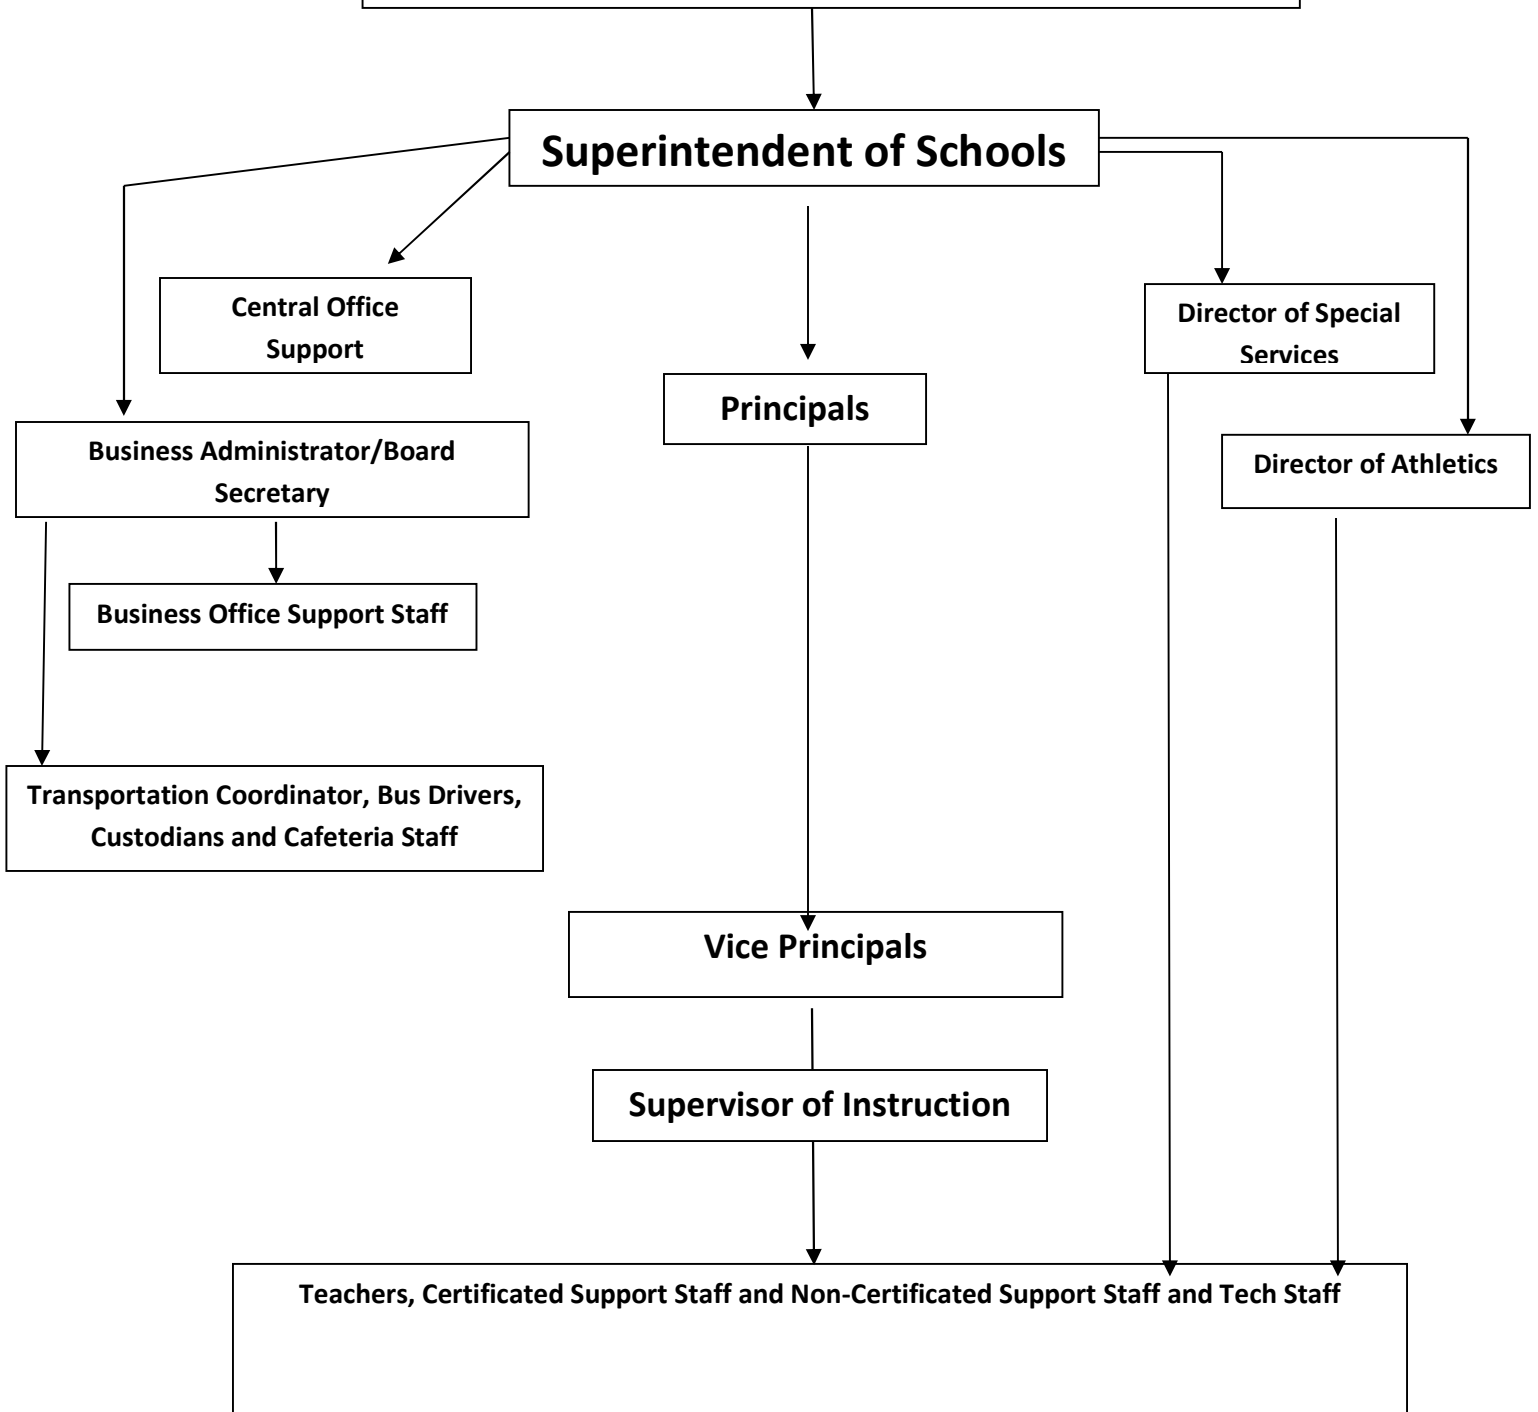 Superintendent of Schools
Central Office
Support
Director of Special
Services
Principals
Business Administrator/Board
Secretary
Director of Athletics
Business Office Support Staff
Transportation Coordinator, Bus Drivers,
Custodians and Cafeteria Staff
Vice Principals
Supervisor of Instruction
Teachers, Certificated Support Staff and Non-Certificated Support Staff and Tech Staff